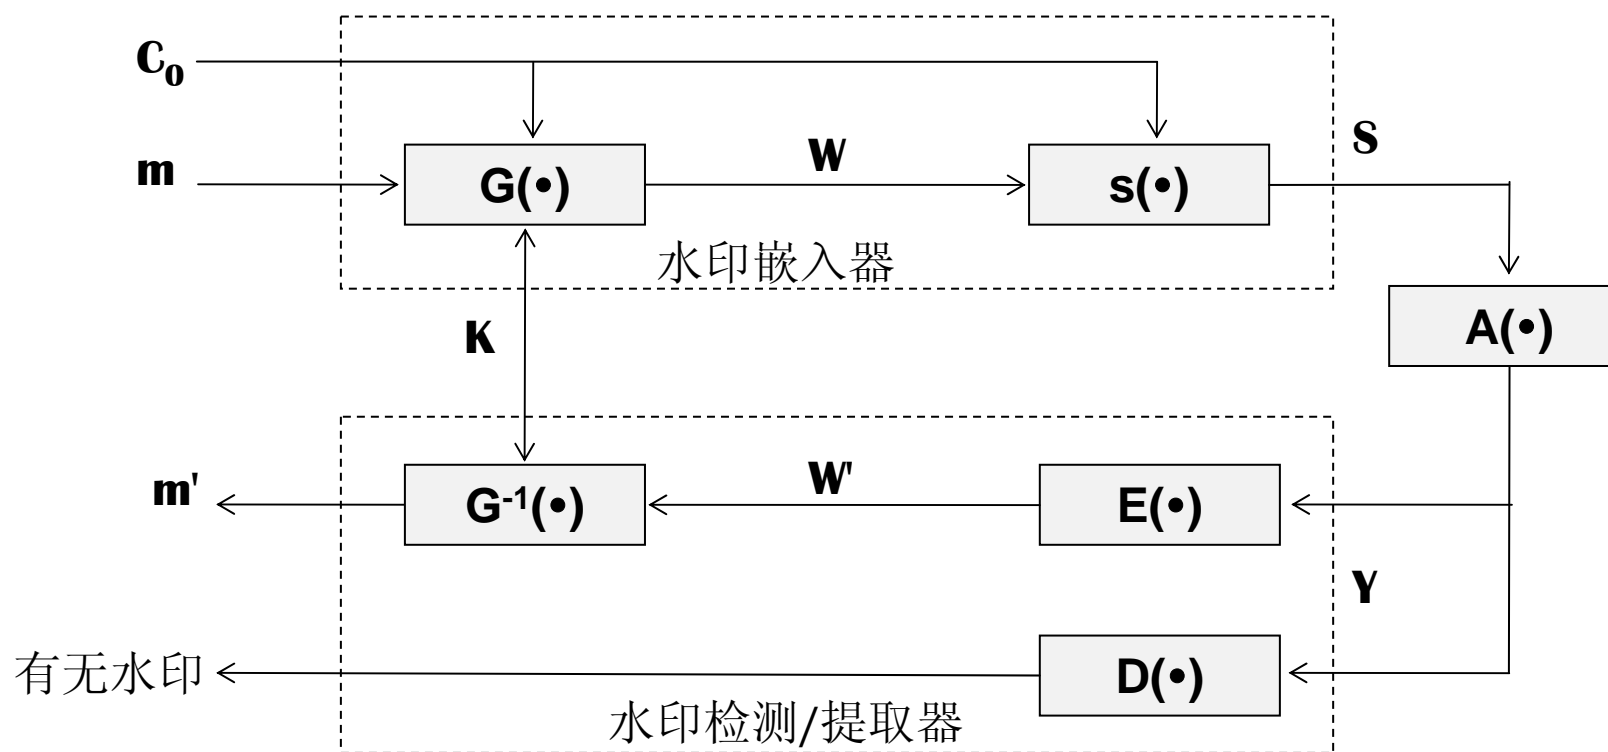 C₀
m
G(•)
W
s(•)
S
水印嵌入器
K
A(•)
m'
G⁻¹(•)
W'
E(•)
Y
有无水印
D(•)
水印检测/提取器